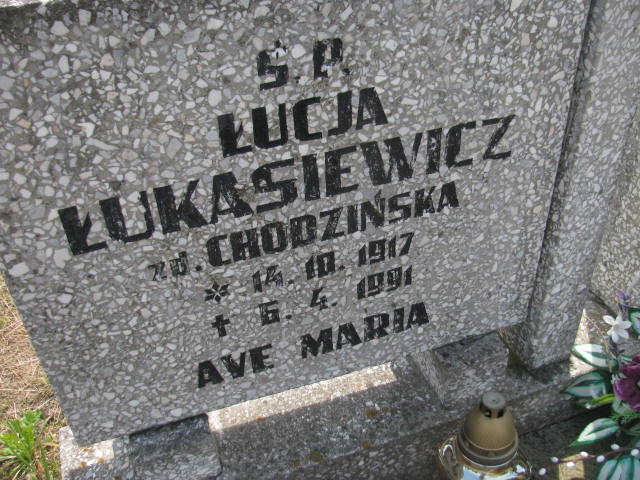 Ś.P.
ŁUCJA
ŁUKASIEWICZ
zd. CHODZIŃSKA
* 14. 10. 1917
✝ 6. 4. 1991
AVE MARIA